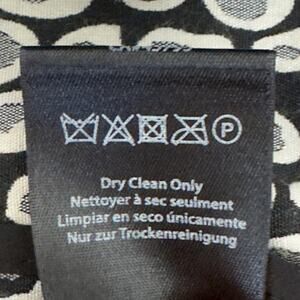 P
Dry Clean Only
Nettoyer à sec seulment
Limpiar en seco únicamente
Nur zur Trockenreinigung